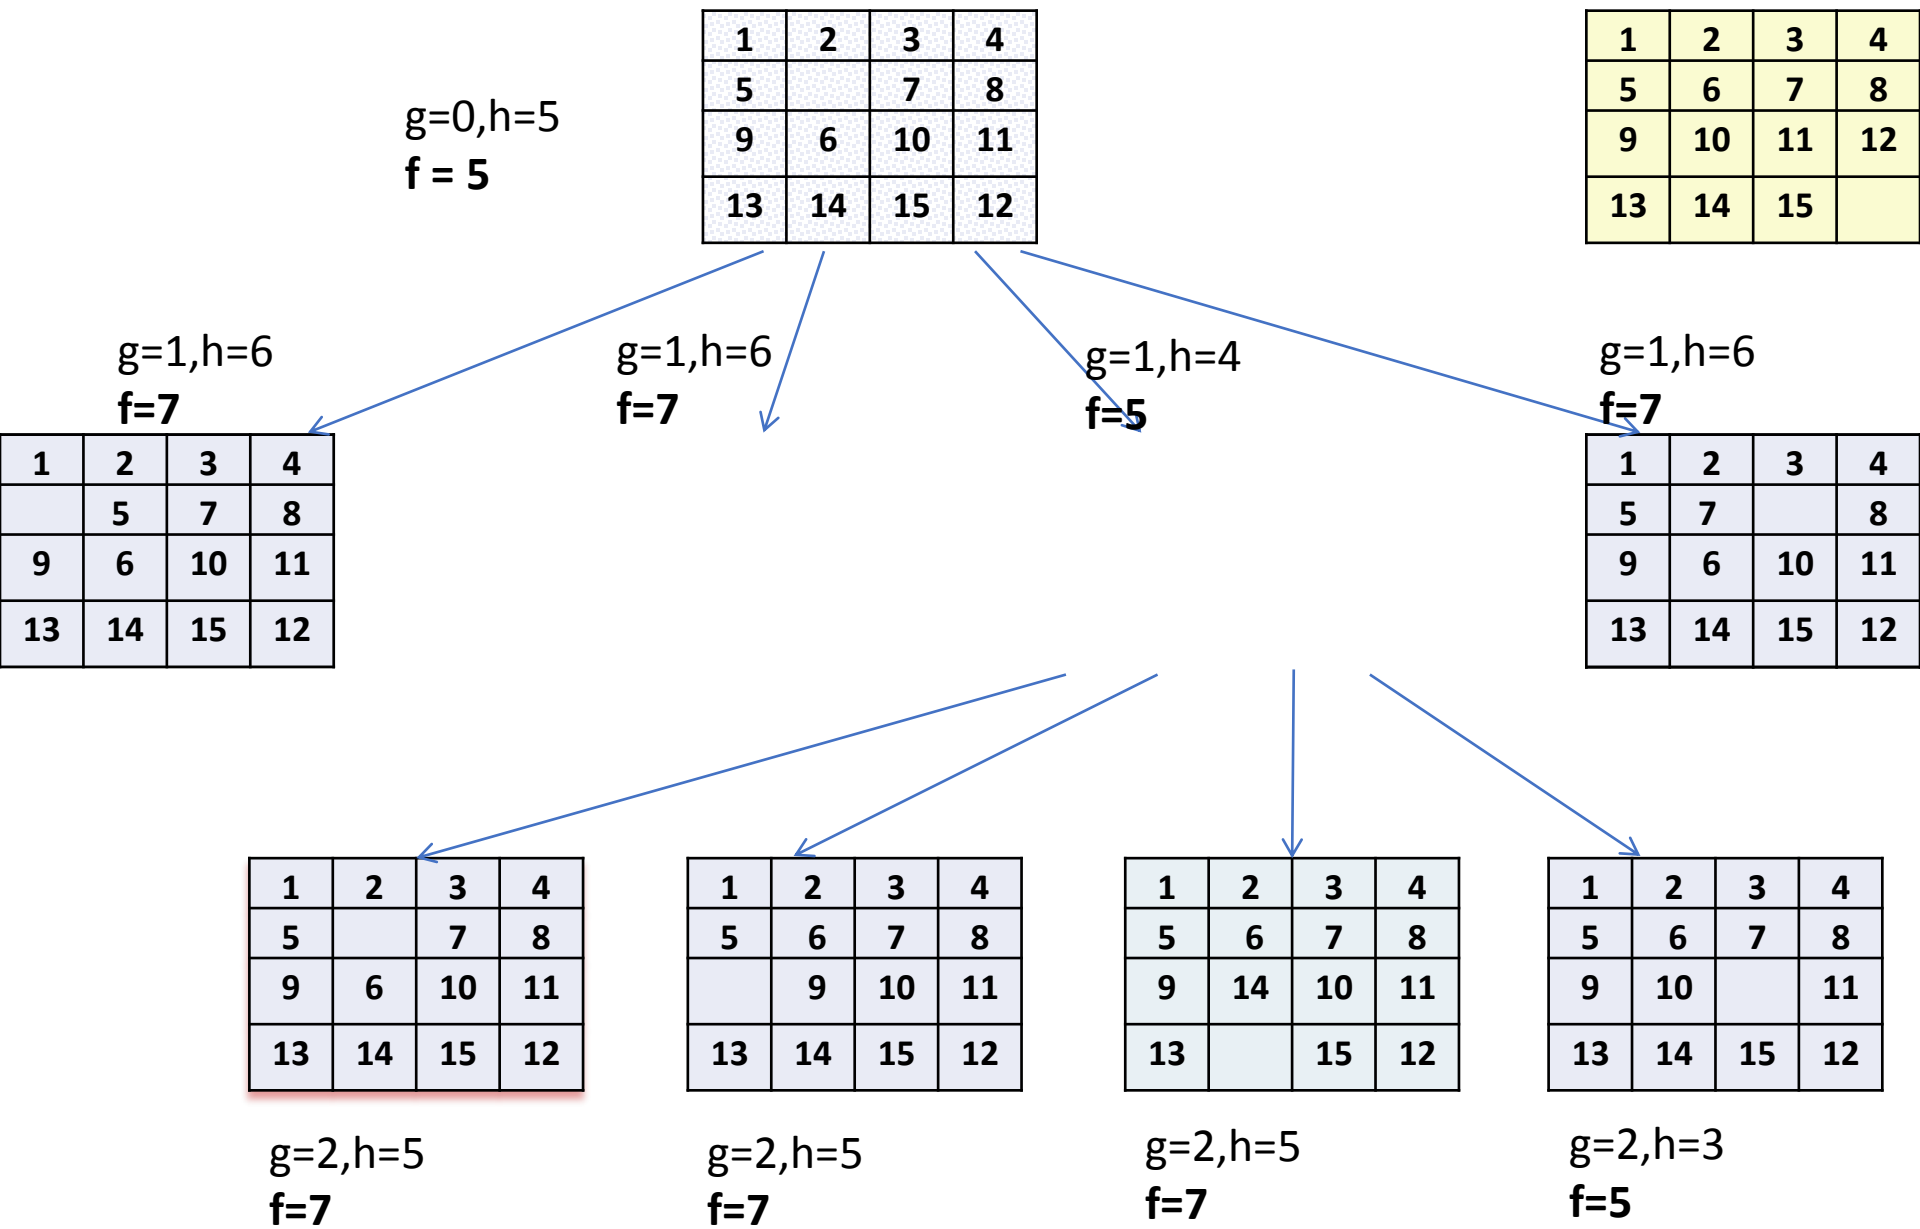 1 2 3 4
5 7 8
9 6 10 11
13 14 15 12
1 2 3 4
5 6 7 8
9 10 11 12
13 14 15
g=0,h=5
f = 5
g=1,h=6
f=7
g=1,h=6
f=7
g=1,h=4
f=5
g=1,h=6
f=7
1 2 3 4
5 7 8
9 6 10 11
13 14 15 12
1 2 3 4
5 7 8
9 6 10 11
13 14 15 12
1 2 3 4
5 7 8
9 6 10 11
13 14 15 12
1 2 3 4
5 6 7 8
9 10 11
13 14 15 12
1 2 3 4
5 6 7 8
9 14 10 11
13 15 12
1 2 3 4
5 6 7 8
9 10 11
13 14 15 12
g=2,h=5
f=7
g=2,h=5
f=7
g=2,h=5
f=7
g=2,h=3
f=5